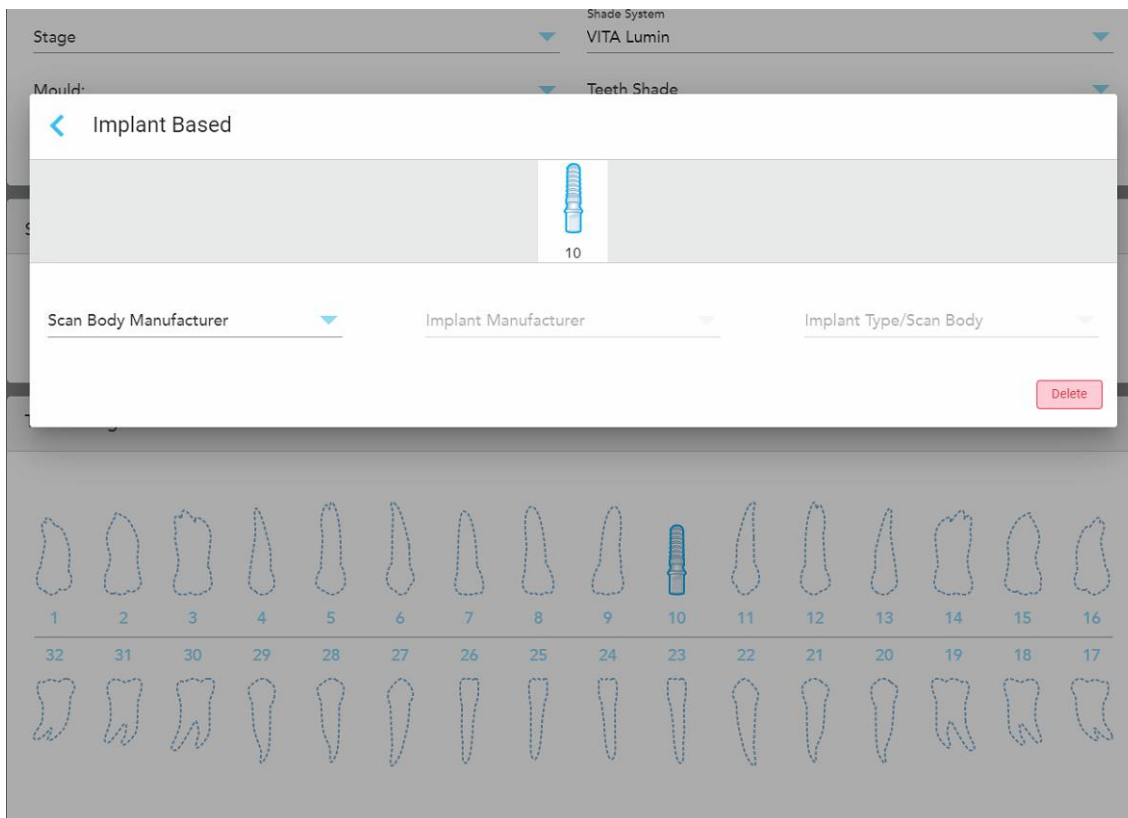 Shade System
Stage VITA Lumin
Mould: Teeth Shade
Implant Based
10
Scan Body Manufacturer Implant Manufacturer Implant Type/Scan Body
Delete
1 2 3 4 5 6 7 8 9 10 11 12 13 14 15 16
32 31 30 29 28 27 26 25 24 23 22 21 20 19 18 17